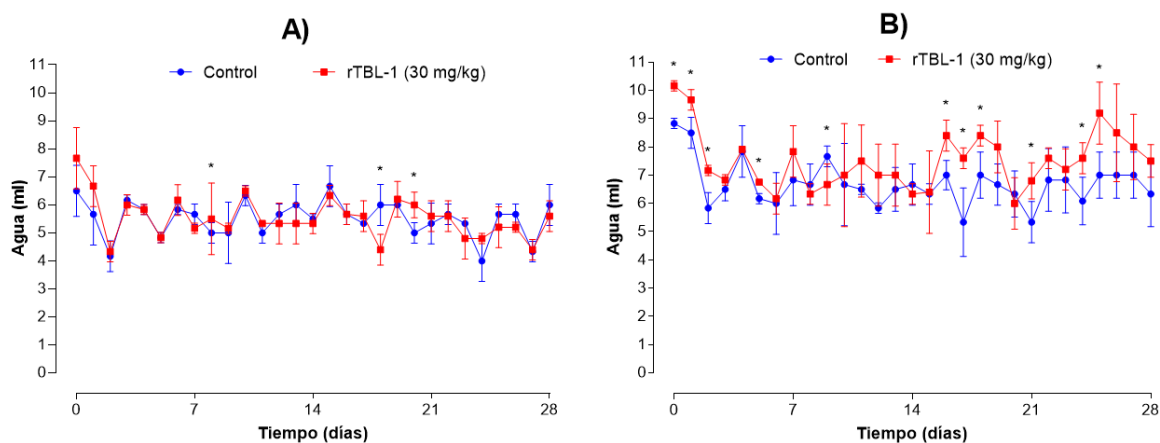 A)
Control
rTBL-1 (30 mg/kg)
11
10
9
8
7
6
5
4
3
2
1
0
Agua (ml)
* * *
0 7 14 21 28
Tiempo (días)
B)
Control
rTBL-1 (30 mg/kg)
11
10
9
8
7
6
5
4
3
2
1
0
Agua (ml)
* * * * * * * * * * *
0 7 14 21 28
Tiempo (días)